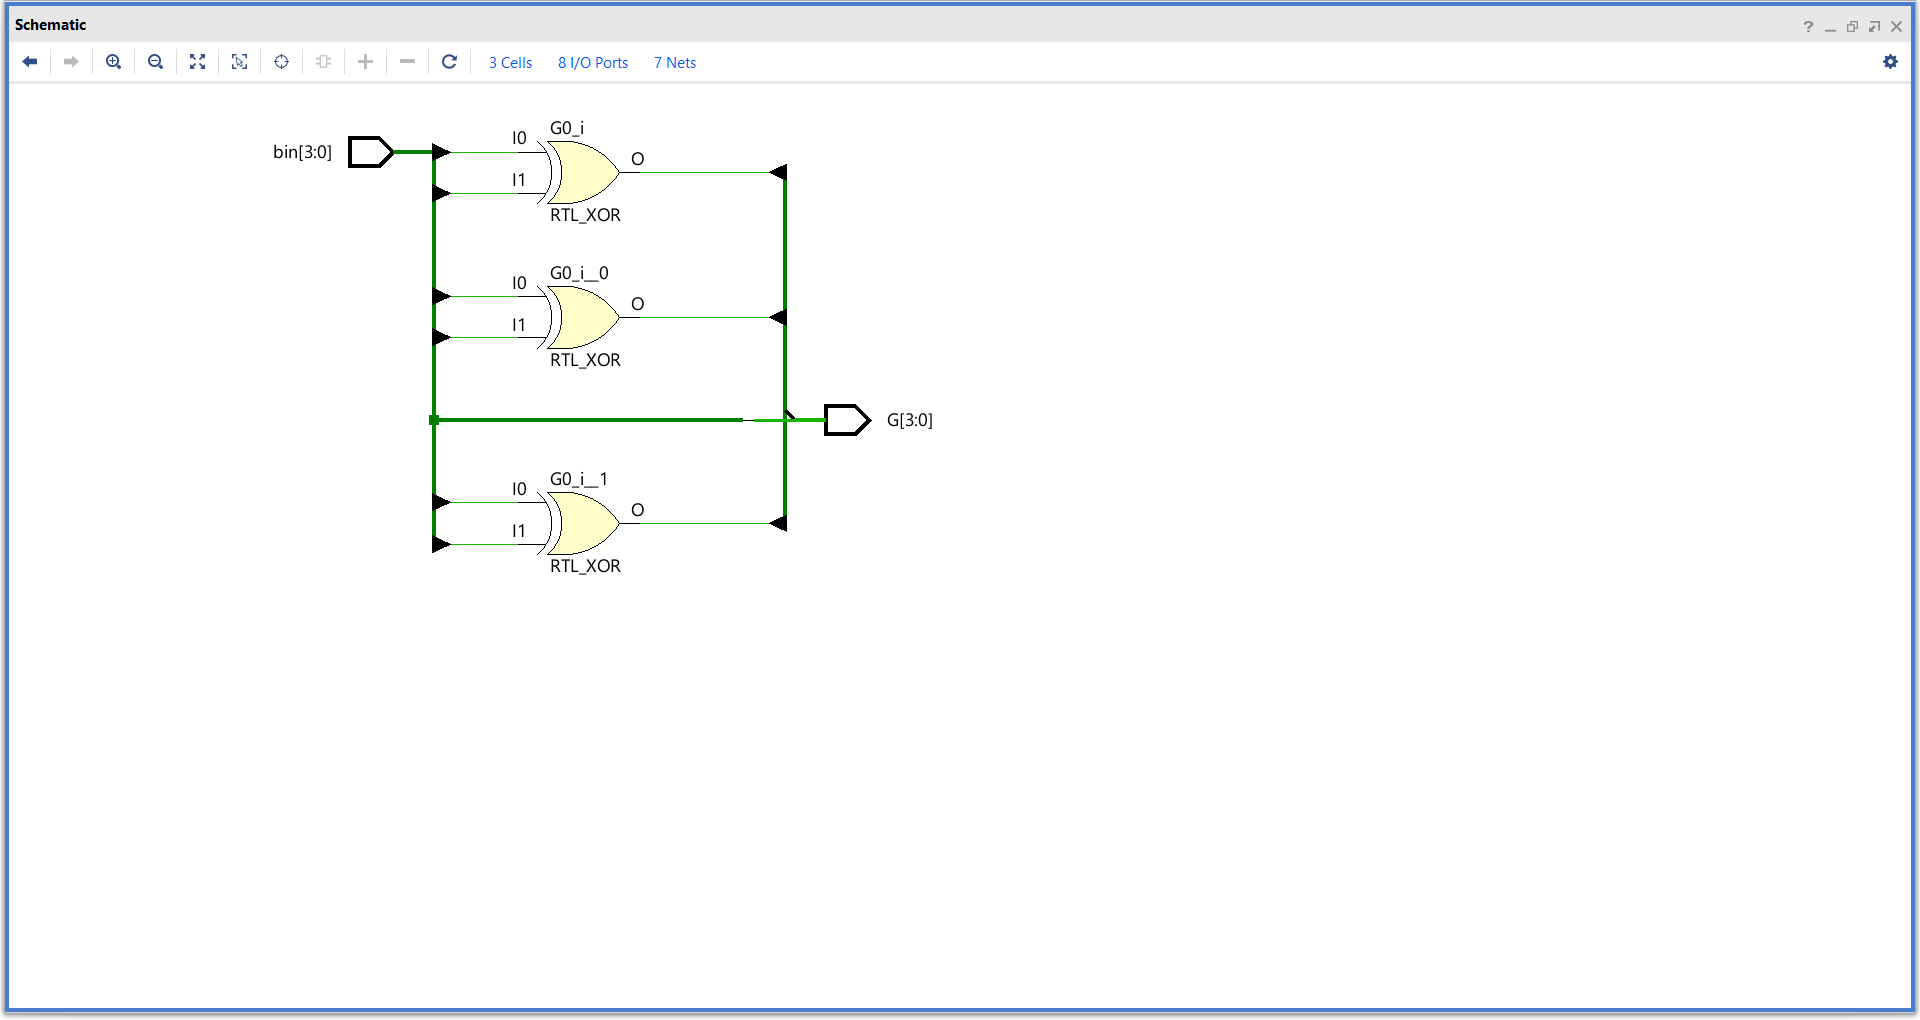 Schematic
?
3 Cells 8 I/O Ports 7 Nets
G0_i
bin[3:0]
I0
O
I1
RTL_XOR
G0_i__0
I0
O
I1
RTL_XOR
G[3:0]
G0_i__1
I0
O
I1
RTL_XOR